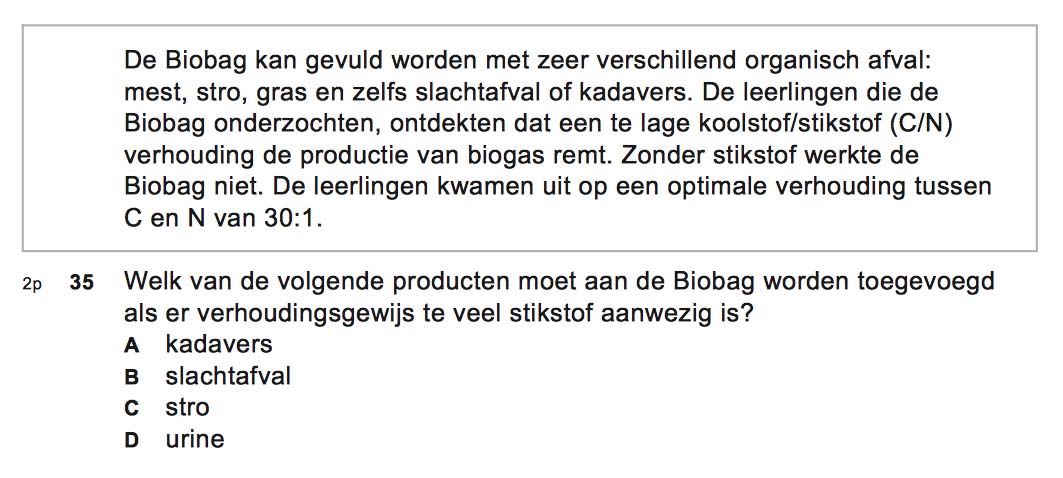 De Biobag kan gevuld worden met zeer verschillend organisch afval:
mest, stro, gras en zelfs slachtafval of kadavers. De leerlingen die de
Biobag onderzochten, ontdekten dat een te lage koolstof/stikstof (C/N)
verhouding de productie van biogas remt. Zonder stikstof werkte de
Biobag niet. De leerlingen kwamen uit op een optimale verhouding tussen
C en N van 30:1.
2p 35 Welk van de volgende producten moet aan de Biobag worden toegevoegd
als er verhoudingsgewijs te veel stikstof aanwezig is?
A kadavers
B slachtafval
C stro
D urine